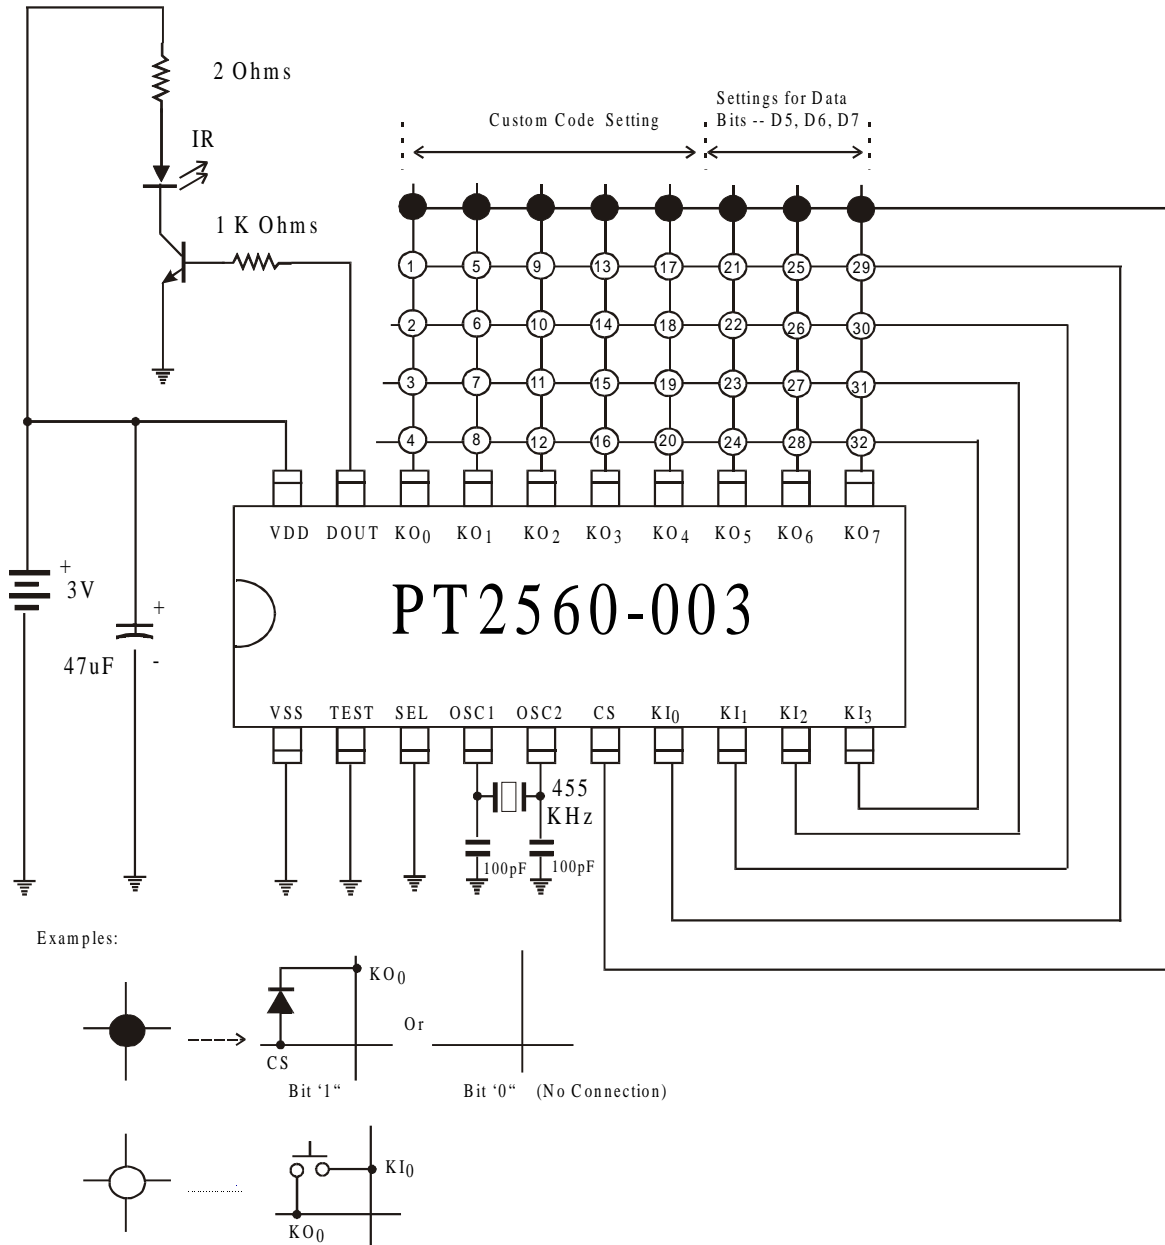 2 Ohms
IR
1 K Ohms
Custom Code Setting
Settings for Data
Bits -- D5, D6, D7
1 5 9 13 17 21 25 29
2 6 10 14 18 22 26 30
3 7 11 15 19 23 27 31
4 8 12 16 20 24 28 32
VDD DOUT KO0 KO1 KO2 KO3 KO4 KO5 KO6 KO7
PT2560-003
+
3V
+
47uF -
VSS TEST SEL OSC1 OSC2 CS KI0 KI1 KI2 KI3
455
KHz
100pF 100pF
Examples:
KO0
Or
CS
Bit ‘1“ Bit ‘0“ (No Connection)
KI0
KO0